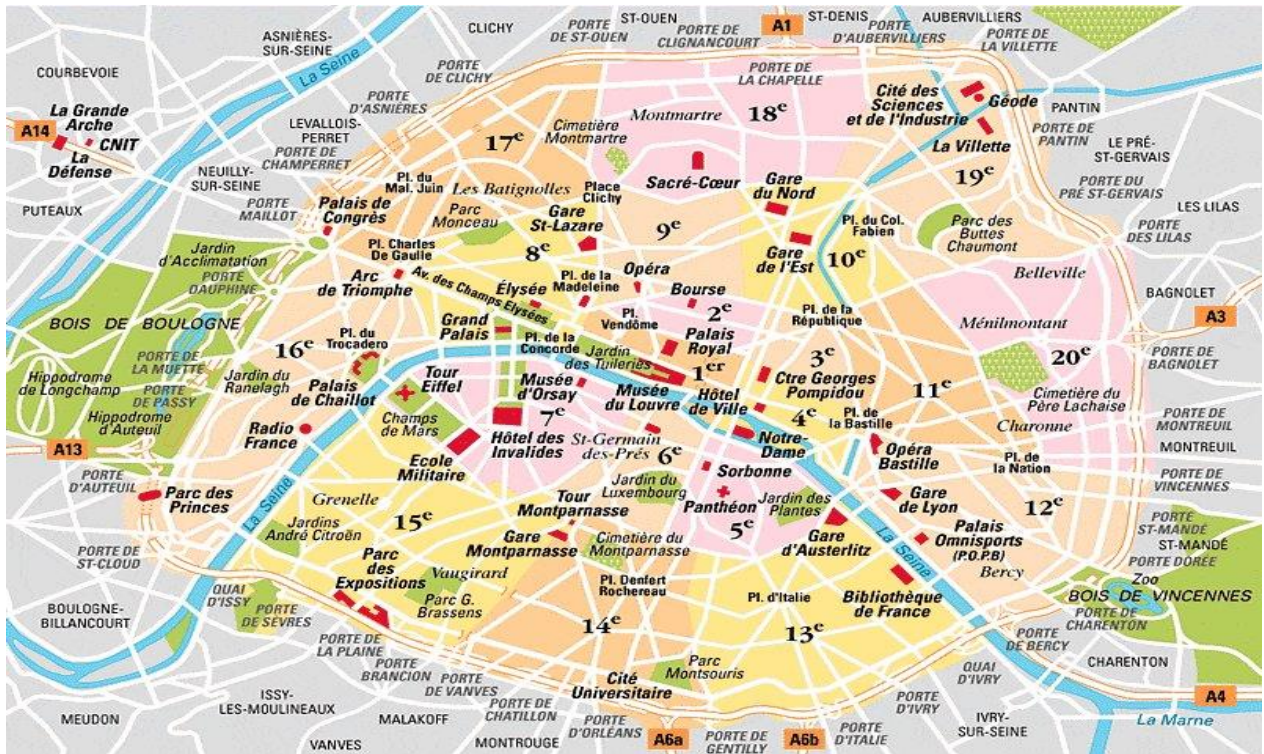 ST-OUEN
PORTE
DE ST-OUEN
CLICHY
PORTE DE
CLIGNANCOURT
A1
ST-DENIS
PORTE
D'AUBERVILLIERS
AUBERVILLIERS
PORTE DE
LA VILLETTE
ASNIÈRES-
SUR-SEINE
La Seine
COURBEVOIE
PORTE
DE CLICHY
PORTE
D'ASNIÈRES
PORTE DE
LA CHAPELLE
La Grande
Arche
A14
CNIT
La
Défense
LEVALLOIS-
PERRET
PORTE DE
CHAMPERRET
17e
Cimetière
Montmartre
Montmartre
18e
Cité des
Sciences
et de l'Industrie
Géode
La Villette
PANTIN
PORTE DE
PANTIN
LE PRÉ-
ST-GERVAIS
PORTE DU
PRÉ ST-GERVAIS
19e
NEUILLY-
SUR-SEINE
PUTEAUX
PORTE
MAILLOT
Pl. du
Mal. Juin
Les Batignolles
Place
Clichy
Sacré-Cœur
Gare
du Nord
Palais de
Congrès
Parc
Monceau
Gare
St-Lazare
9e
8e
Pl. du Col.
Fabien
Parc des
Buttes
Chaumont
LES LILAS
PORTE
DES LILAS
Jardin
d'Acclimatation
PORTE
DAUPHINE
Pl. Charles
De Gaulle
Arc
de Triomphe
Av. des Champs Elysées
Élysée
Pl. de la
Madeleine
Opéra
Bourse
Gare
de l'Est
10e
Belleville
BAGNOLET
A3
BOIS DE BOULOGNE
Grand
Palais
Pl. de la
Concorde
Pl.
Vendôme
2e
Palais
Royal
Pl. de la
République
Ménilmontant
20e
PORTE DE
BAGNOLET
PORTE DE
LA MUETTE
16e
Pl. du
Trocadero
Jardin du
Ranelagh
Palais
de Chaillot
Tour
Eiffel
Musée
d'Orsay
Jardin
des Tuileries
1er
Musée
du Louvre
3e
Ctre Georges
Pompidou
11e
Cimetière du
Père Lachaise
Hippodrome
de Longchamp
PORTE
DE PASSY
Hippodrome
d'Auteuil
Radio
France
Champs
de Mars
7e
Hôtel des
Invalides
Hôtel
de Ville
4e
Pl. de
la Bastille
Charonne
PORTE DE
MONTREUIL
MONTREUIL
A13
PORTE
D'AUTEUIL
Ecole
Militaire
St-Germain
des-Prés
6e
Notre-
Dame
Sorbonne
Opéra
Bastille
Pl. de
la Nation
PORTE DE
VINCENNES
Parc des
Princes
La Seine
Grenelle
15e
Tour
Montparnasse
Jardin du
Luxembourg
Panthéon
5e
Jardin des
Plantes
Gare
de Lyon
12e
PORTE
ST-MANDÉ
ST-MANDÉ
Jardins
André Citroën
Gare
Montparnasse
Cimetière du
Montparnasse
Gare
d'Austerlitz
La Seine
Palais
Omnisports
(P.O.P.B)
Bercy
PORTE DORÉE
PORTE DE
ST-CLOUD
Parc
des
Expositions
Vaugirard
Pl. Denfert
Rochereau
Pl. d'Italie
Bibliothèque
de France
Zoo
BOIS DE VINCENNES
BOULOGNE-
BILLANCOURT
QUAI
D'ISSY
PORTE
DE SÈVRES
Parc G.
Brassens
14e
13e
PORTE DE
CHARENTON
PORTE
DE BERCY
CHARENTON
PORTE DE
LA PLAINE
PORTE
BRANCION
PORTE
DE VANVES
Cité
Universitaire
Parc
Montsouris
QUAI
D'IVRY
A4
ISSY-
LES-MOULINEAUX
MEUDON
MALAKOFF
VANVES
PORTE DE
CHATILLON
MONTROUGE
PORTE
D'ORLÉANS
A6a
PORTE DE
GENTILLY
A6b
PORTE
D'ITALIE
PORTE
D'IVRY
IVRY-
SUR-SEINE
La Marne